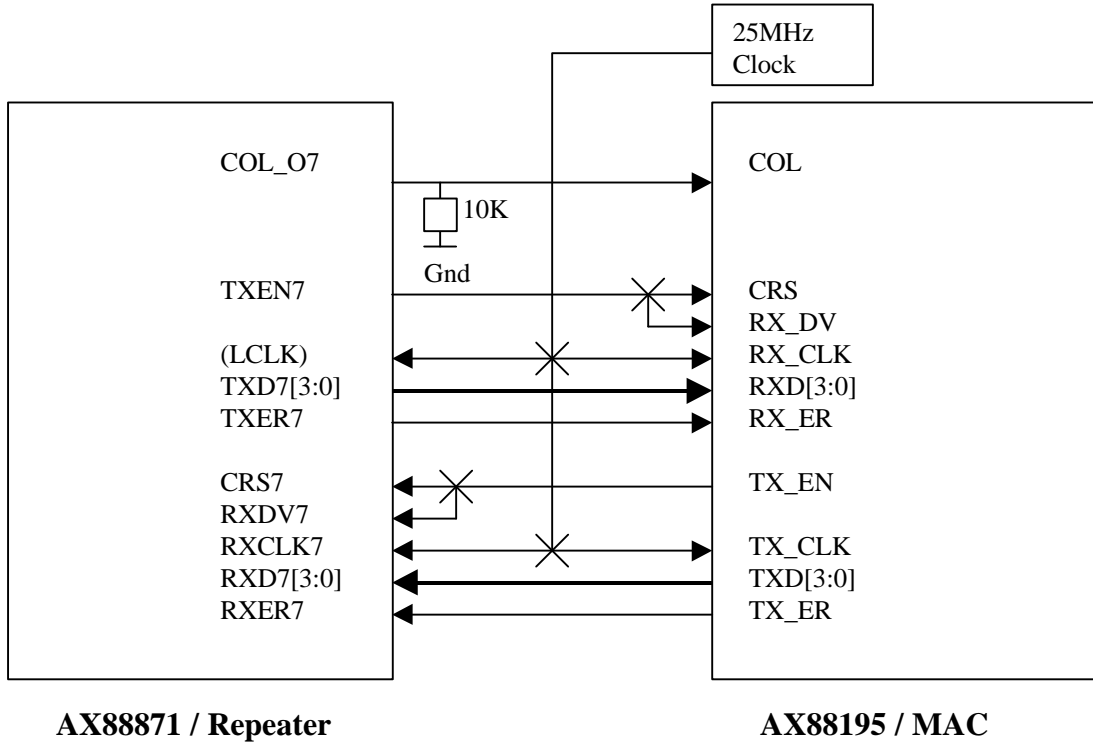 25MHz
Clock
COL_O7
COL
10K
Gnd
TXEN7
CRS
RX_DV
(LCLK)
RX_CLK
TXD7[3:0]
RXD[3:0]
TXER7
RX_ER
CRS7
TX_EN
RXDV7
RXCLK7
TX_CLK
RXD7[3:0]
TXD[3:0]
RXER7
TX_ER
AX88871 / Repeater
AX88195 / MAC